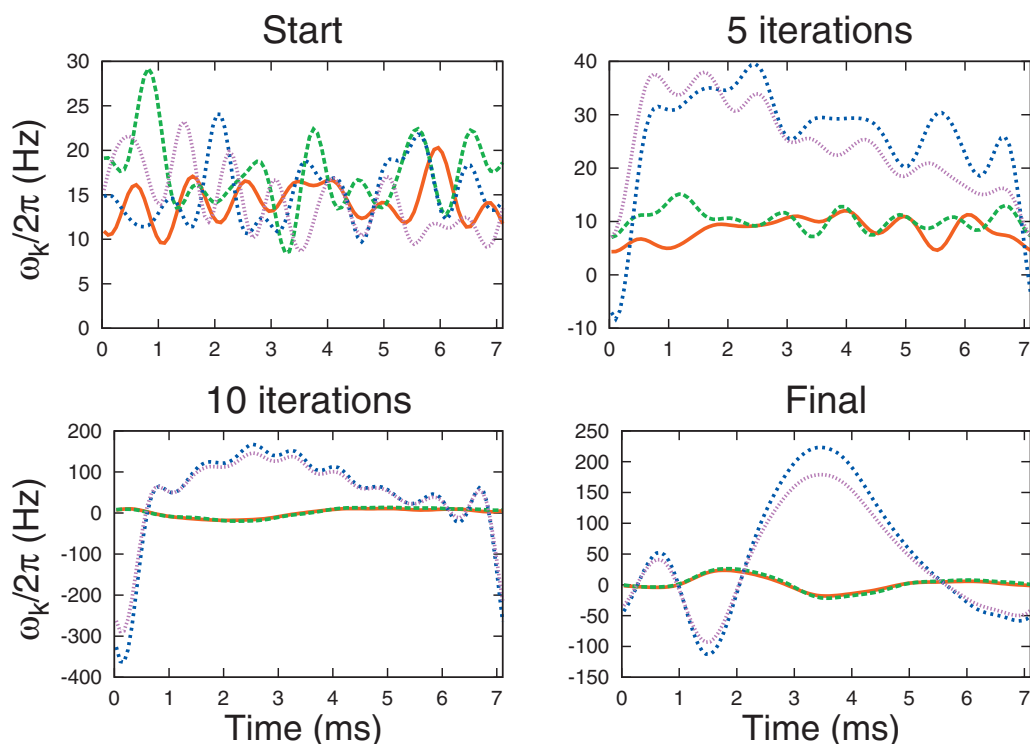 Start
5 iterations
30
25
20
15
10
5
0
0 1 2 3 4 5 6 7
ωk/2π (Hz)
40
30
20
10
0
-10
0 1 2 3 4 5 6 7
10 iterations
Final
200
100
0
-100
-200
-300
-400
0 1 2 3 4 5 6 7
ωk/2π (Hz)
Time (ms)
250
200
150
100
50
0
-50
-100
-150
0 1 2 3 4 5 6 7
Time (ms)